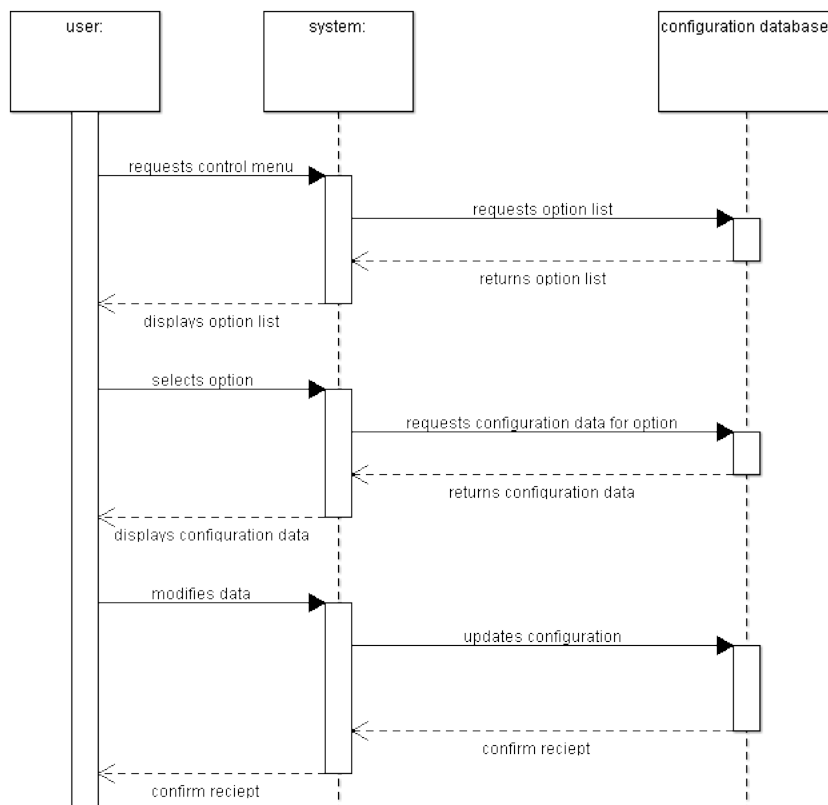 user:
system:
configuration database
requests control menu
requests option list
returns option list
displays option list
selects option
requests configuration data for option
returns configuration data
displays configuration data
modifies data
updates configuration
confirm reciept
confirm reciept